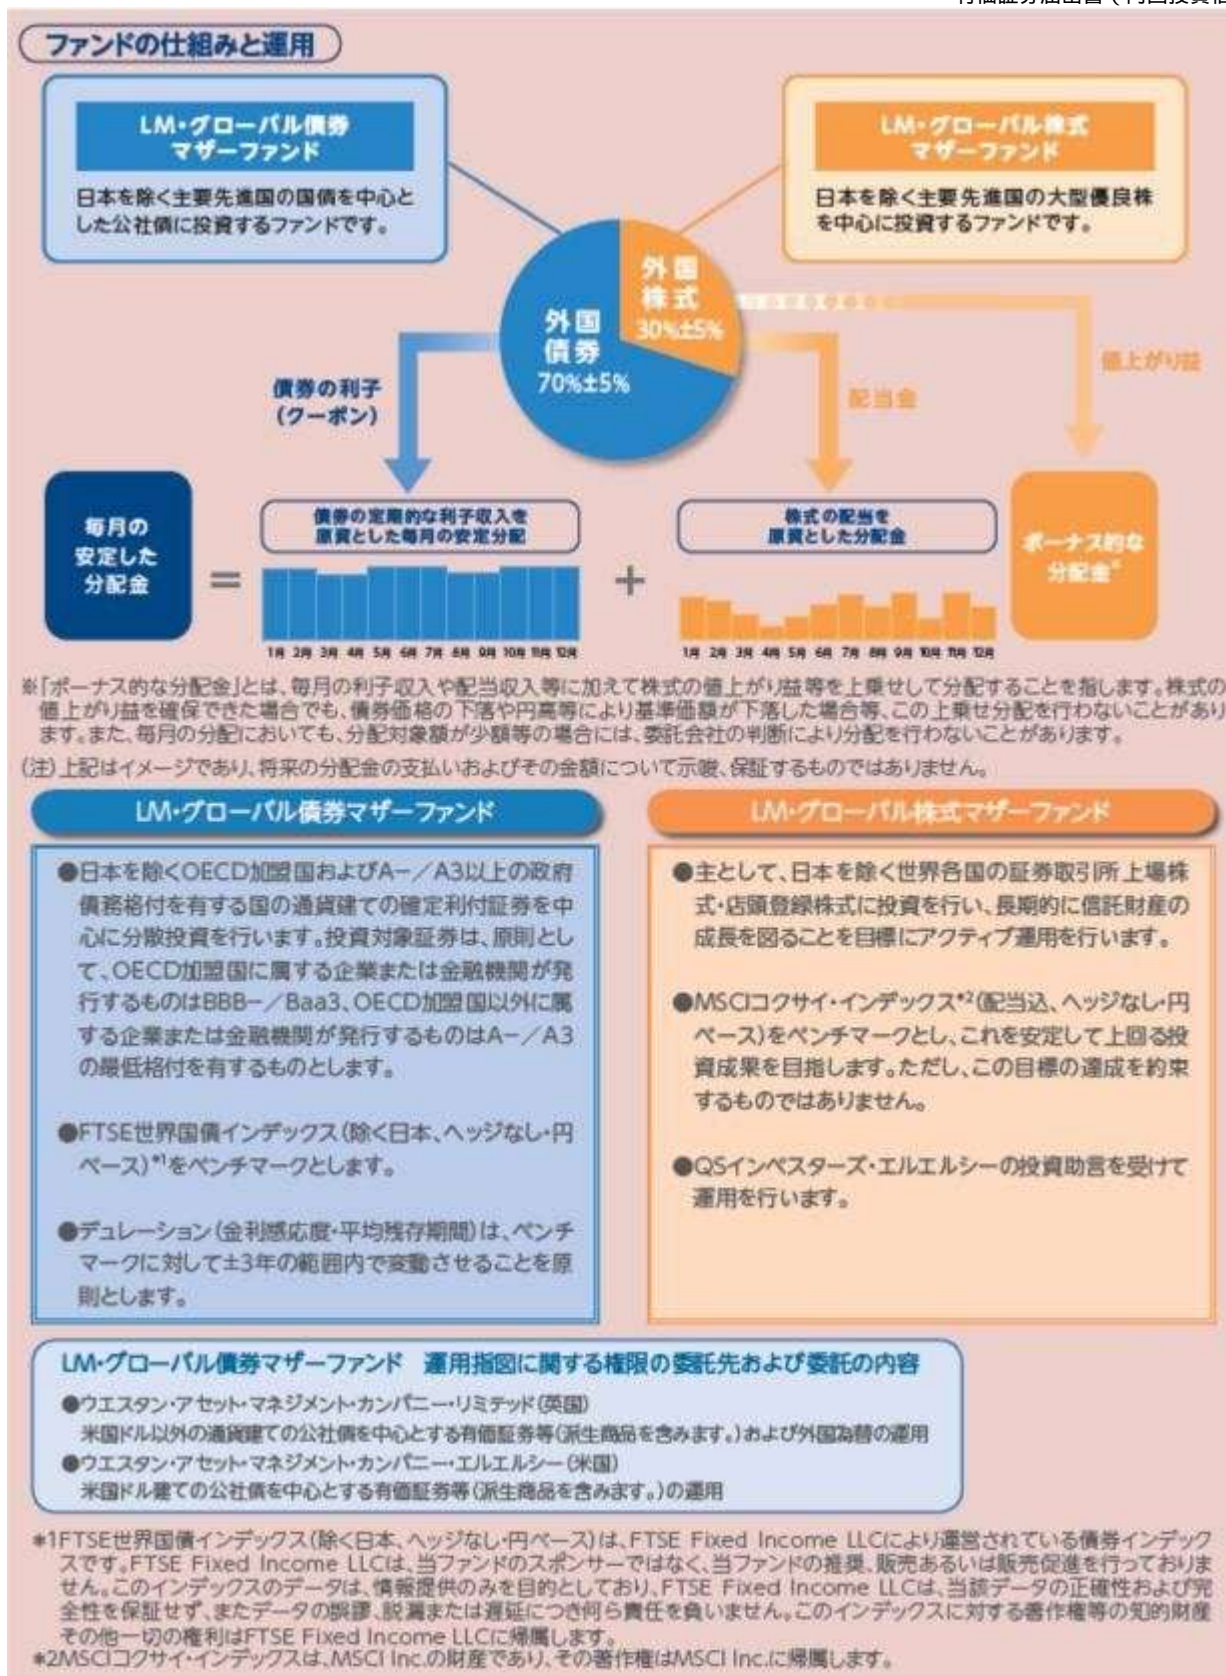 ファンドの仕組みと運用
LM・グローバル債券
マザーファンド
日本を除く主要先進国の国債を中心と
した公社債に投資するファンドです。
LM・グローバル株式
マザーファンド
日本を除く主要先進国の大型優良株
を中心に投資するファンドです。
外国
株式
30%±5%
外国
債券
70%±5%
債券の利子
(クーポン)
配当金
値上がり益
毎月の
安定した
分配金
=
債券の定期的な利子収入を
原資とした毎月の安定分配
1月 2月 3月 4月 5月 6月 7月 8月 9月 10月 11月 12月
+
株式の配当を
原資とした分配金
1月 2月 3月 4月 5月 6月 7月 8月 9月 10月 11月 12月
ボーナス的な
分配金※
※「ボーナス的な分配金」とは、毎月の利子収入や配当収入等に加えて株式の値上がり益等を上乗せして分配することを指します。株式の
値上がり益を確保できた場合でも、債券価格の下落や円高等により基準価額が下落した場合等、この上乗せ分配を行わないことがあり
ます。また、毎月の分配においても、分配対象額が少額等の場合には、委託会社の判断により分配を行わないことがあります。
(注)上記はイメージであり、将来の分配金の支払いおよびその金額について示唆、保証するものではありません。
LM・グローバル債券マザーファンド
●日本を除くOECD加盟国およびA-/A3以上の政府
債務格付を有する国の通貨建ての確定利付証券を中
心に分散投資を行います。投資対象証券は、原則とし
て、OECD加盟国に属する企業または金融機関が発
行するものはBBB-/Baa3、OECD加盟国以外に属
する企業または金融機関が発行するものはA-/A3
の最低格付を有するものとします。
●FTSE世界国債インデックス(除く日本、ヘッジなし・円
ベース)*1をベンチマークとします。
●デュレーション(金利感応度・平均残存期間)は、ベンチ
マークに対して±3年の範囲内で変動させることを原
則とします。
LM・グローバル株式マザーファンド
●主として、日本を除く世界各国の証券取引所上場株
式・店頭登録株式に投資を行い、長期的に信託財産の
成長を図ることを目標にアクティブ運用を行います。
●MSCIコクサイ・インデックス*2(配当込、ヘッジなし・円
ベース)をベンチマークとし、これを安定して上回る投
資成果を目指します。ただし、この目標の達成を約束
するものではありません。
●QSインベスターズ・エルエルシーの投資助言を受けて
運用を行います。
LM・グローバル債券マザーファンド 運用指図に関する権限の委託先および委託の内容
●ウエスタン・アセット・マネジメント・カンパニー・リミテッド(英国)
米国ドル以外の通貨建ての公社債を中心とする有価証券等(派生商品を含みます。)および外国為替の運用
●ウエスタン・アセット・マネジメント・カンパニー・エルエルシー(米国)
米国ドル建ての公社債を中心とする有価証券等(派生商品を含みます。)の運用
*1FTSE世界国債インデックス(除く日本、ヘッジなし・円ベース)は、FTSE Fixed Income LLCにより運営されている債券インデック
スです。FTSE Fixed Income LLCは、当ファンドのスポンサーではなく、当ファンドの推奨、販売あるいは販売促進を行っておりま
せん。このインデックスのデータは、情報提供のみを目的としており、FTSE Fixed Income LLCは、当該データの正確性および完
全性を保証せず、またデータの誤謬、脱漏または遅延につき何ら責任を負いません。このインデックスに対する著作権等の知的財産
その他一切の権利はFTSE Fixed Income LLCに帰属します。
*2MSCIコクサイ・インデックスは、MSCI Inc.の財産であり、その著作権はMSCI Inc.に帰属します。